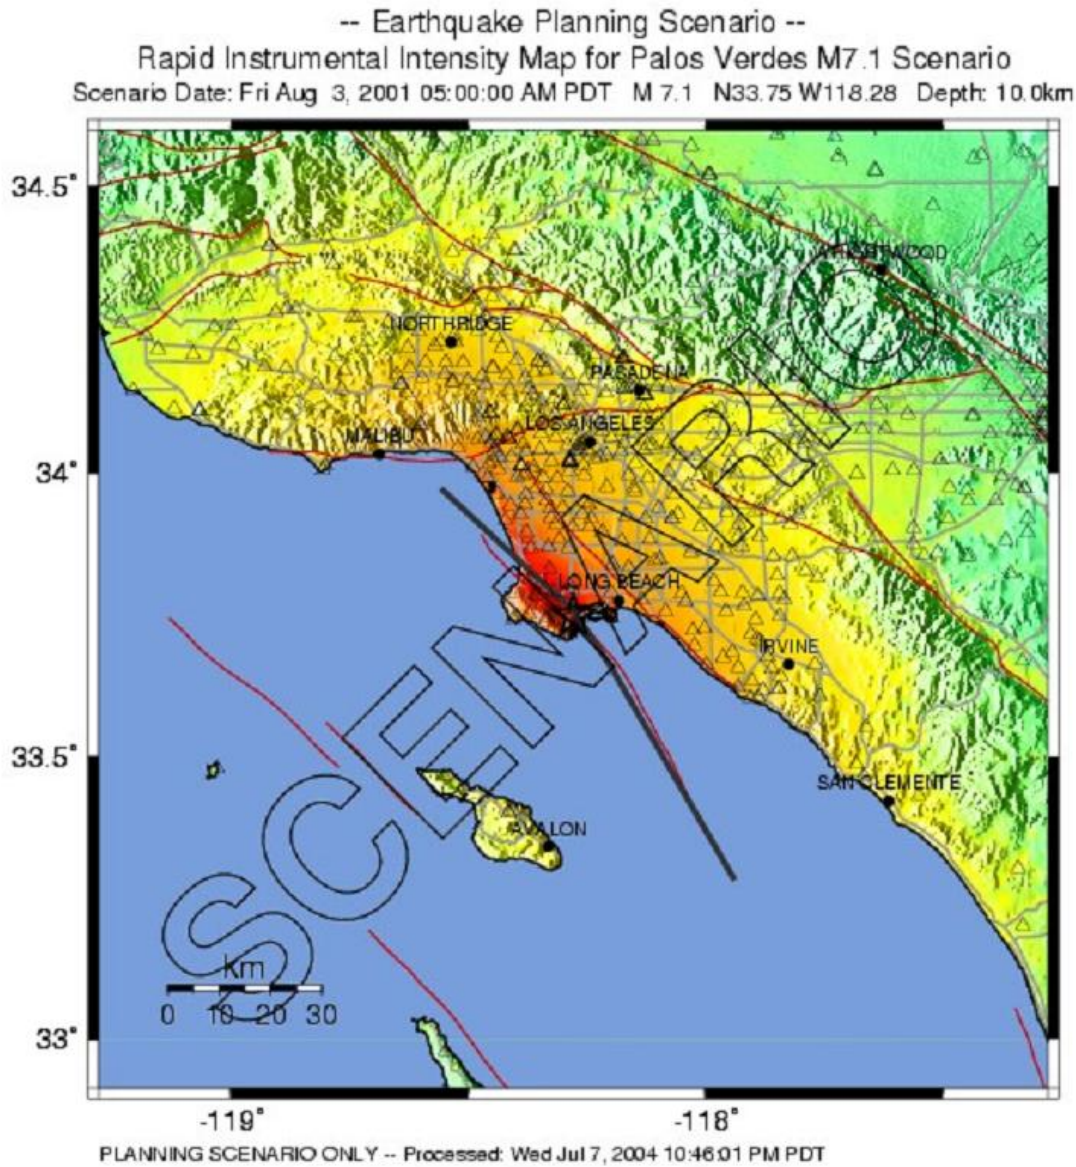 -- Earthquake Planning Scenario --
Rapid Instrumental Intensity Map for Palos Verdes M7.1 Scenario
Scenario Date: Fri Aug 3, 2001 05:00:00 AM PDT M 7.1 N33.75 W118.28 Depth: 10.0km
34.5°
NORTHRIDGE
PASADENA
LOS ANGELES
MALIBU
34°
LONG BEACH
IRVINE
33.5°
SAN CLEMENTE
AVALON
SCENARIO
km
0 10 20 30
33°
-119° -118°
PLANNING SCENARIO ONLY -- Processed: Wed Jul 7, 2004 10:46:01 PM PDT